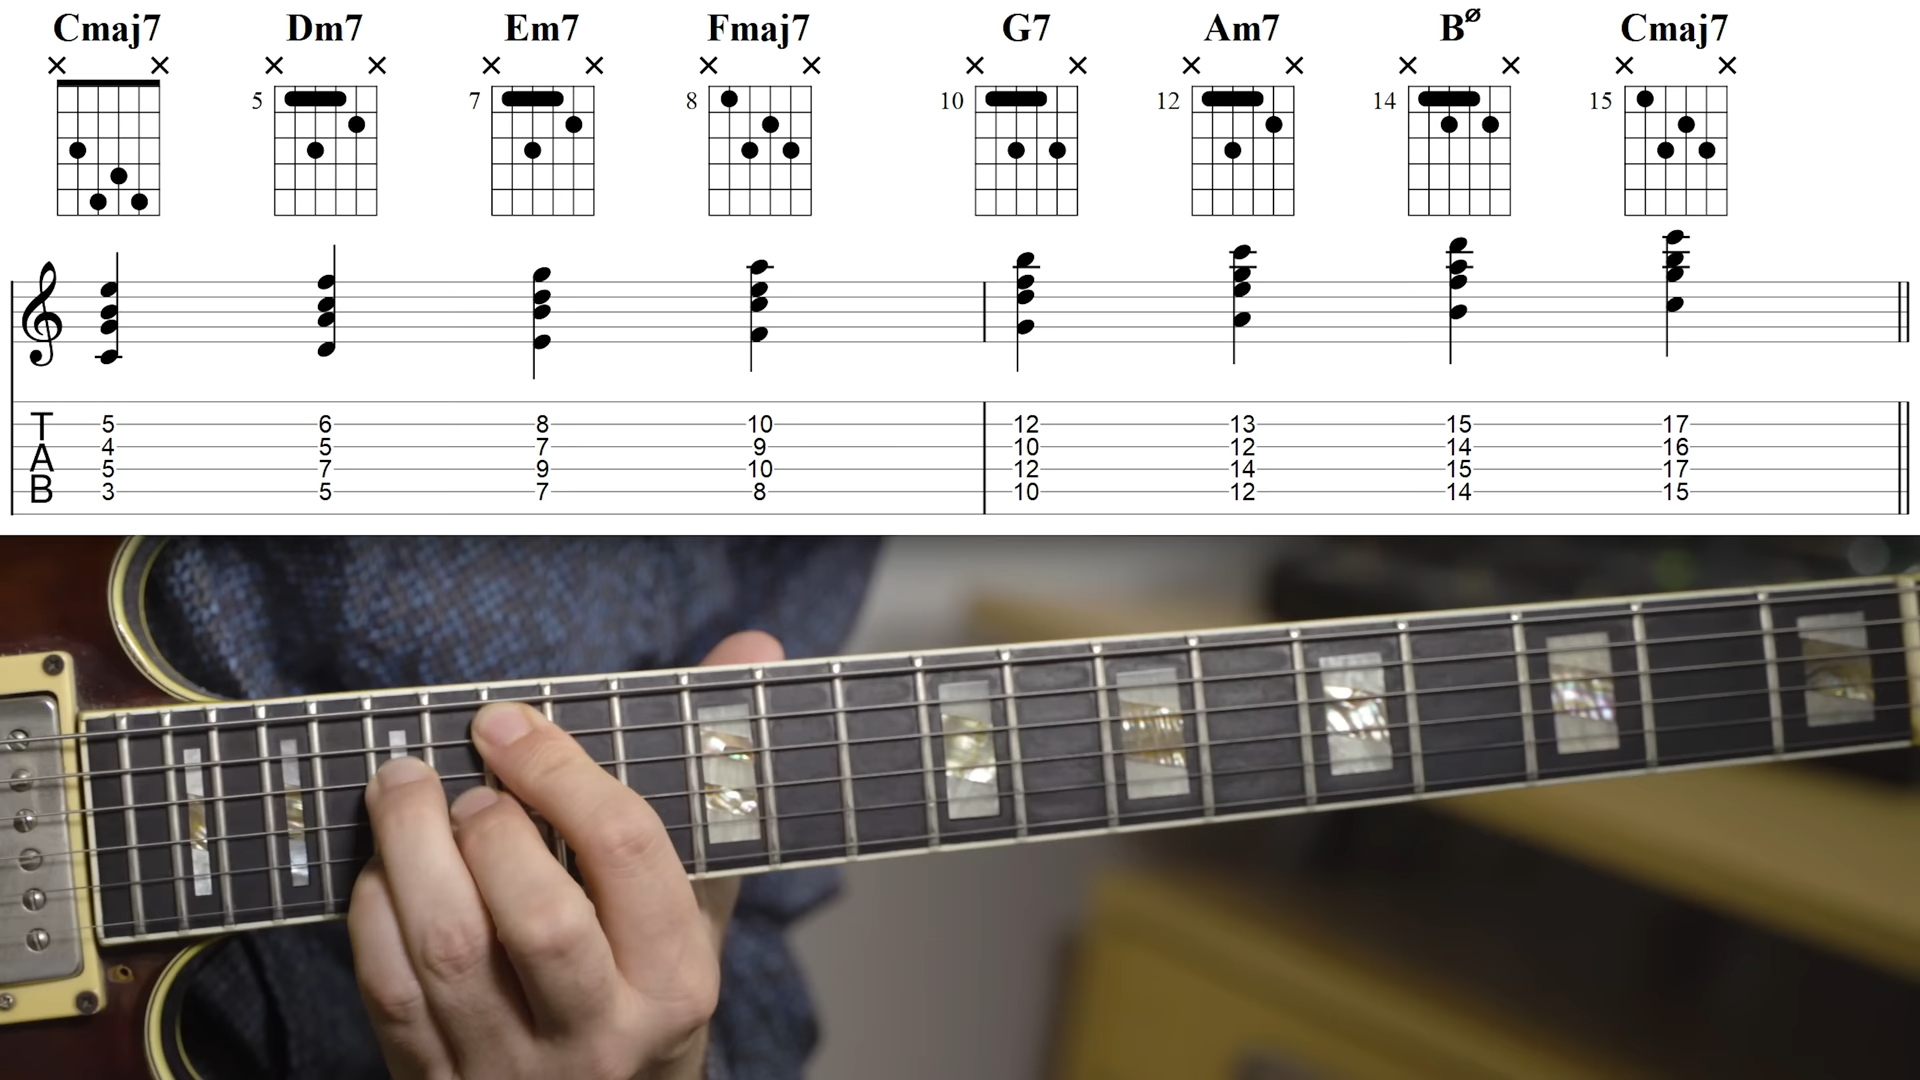 Cmaj7 Dm7 Em7 Fmaj7 G7 Am7 Bø Cmaj7
× × × × × × × × × × × × × × × ×
5 7 8 10 12 14 15
T 5 6 8 10 12 13 15 17
A 4 5 7 9 10 12 14 16
5 7 9 10 12 14 15 17
B 3 5 7 8 10 12 14 15